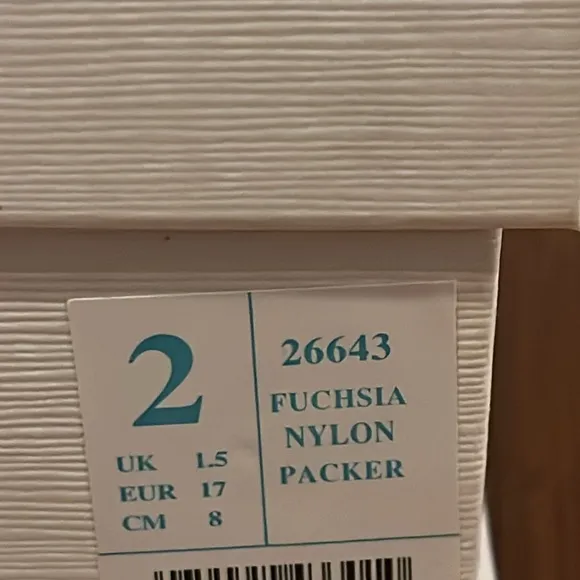 2
UK 1.5
EUR 17
CM 8
26643
FUCHSIA
NYLON
PACKER